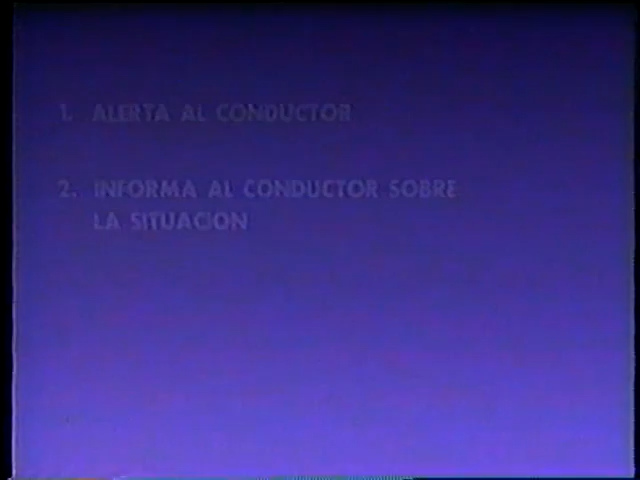 1. ALERTA AL CONDUCTOR
2. INFORMA AL CONDUCTOR SOBRE
LA SITUACION